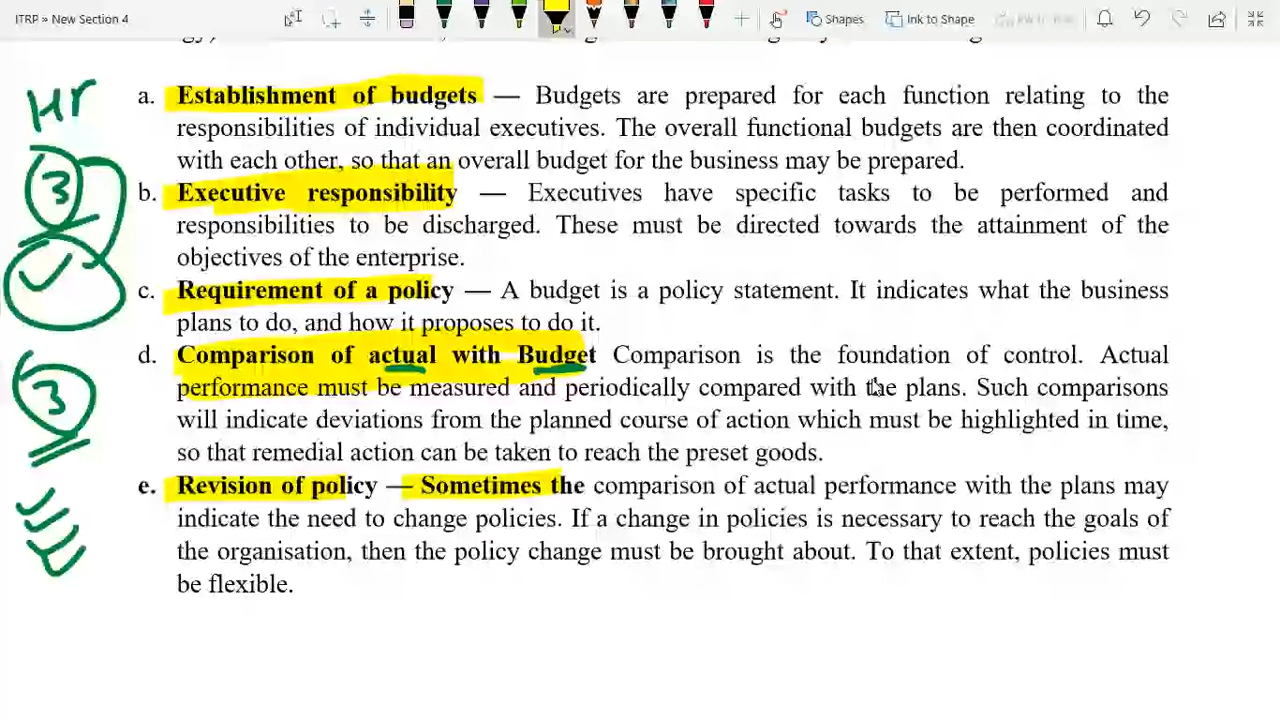 ITRP » New Section 4
Shapes
Ink to Shape
a. Establishment of budgets — Budgets are prepared for each function relating to the
responsibilities of individual executives. The overall functional budgets are then coordinated
with each other, so that an overall budget for the business may be prepared.
b. Executive responsibility — Executives have specific tasks to be performed and
responsibilities to be discharged. These must be directed towards the attainment of the
objectives of the enterprise.
c. Requirement of a policy — A budget is a policy statement. It indicates what the business
plans to do, and how it proposes to do it.
d. Comparison of actual with Budget Comparison is the foundation of control. Actual
performance must be measured and periodically compared with the plans. Such comparisons
will indicate deviations from the planned course of action which must be highlighted in time,
so that remedial action can be taken to reach the preset goods.
e. Revision of policy — Sometimes the comparison of actual performance with the plans may
indicate the need to change policies. If a change in policies is necessary to reach the goals of
the organisation, then the policy change must be brought about. To that extent, policies must
be flexible.
Hr
3
3